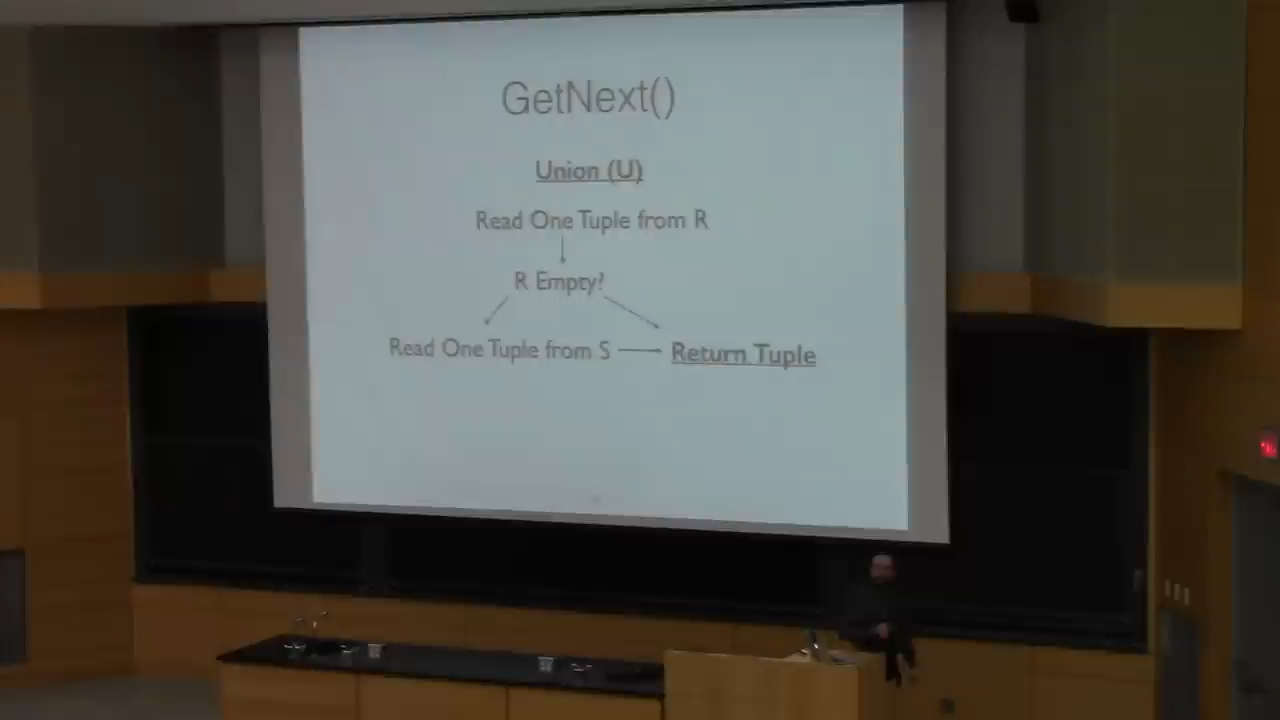 GetNext()
Union (U)
Read One Tuple from R
R Empty?
Read One Tuple from S
Return Tuple